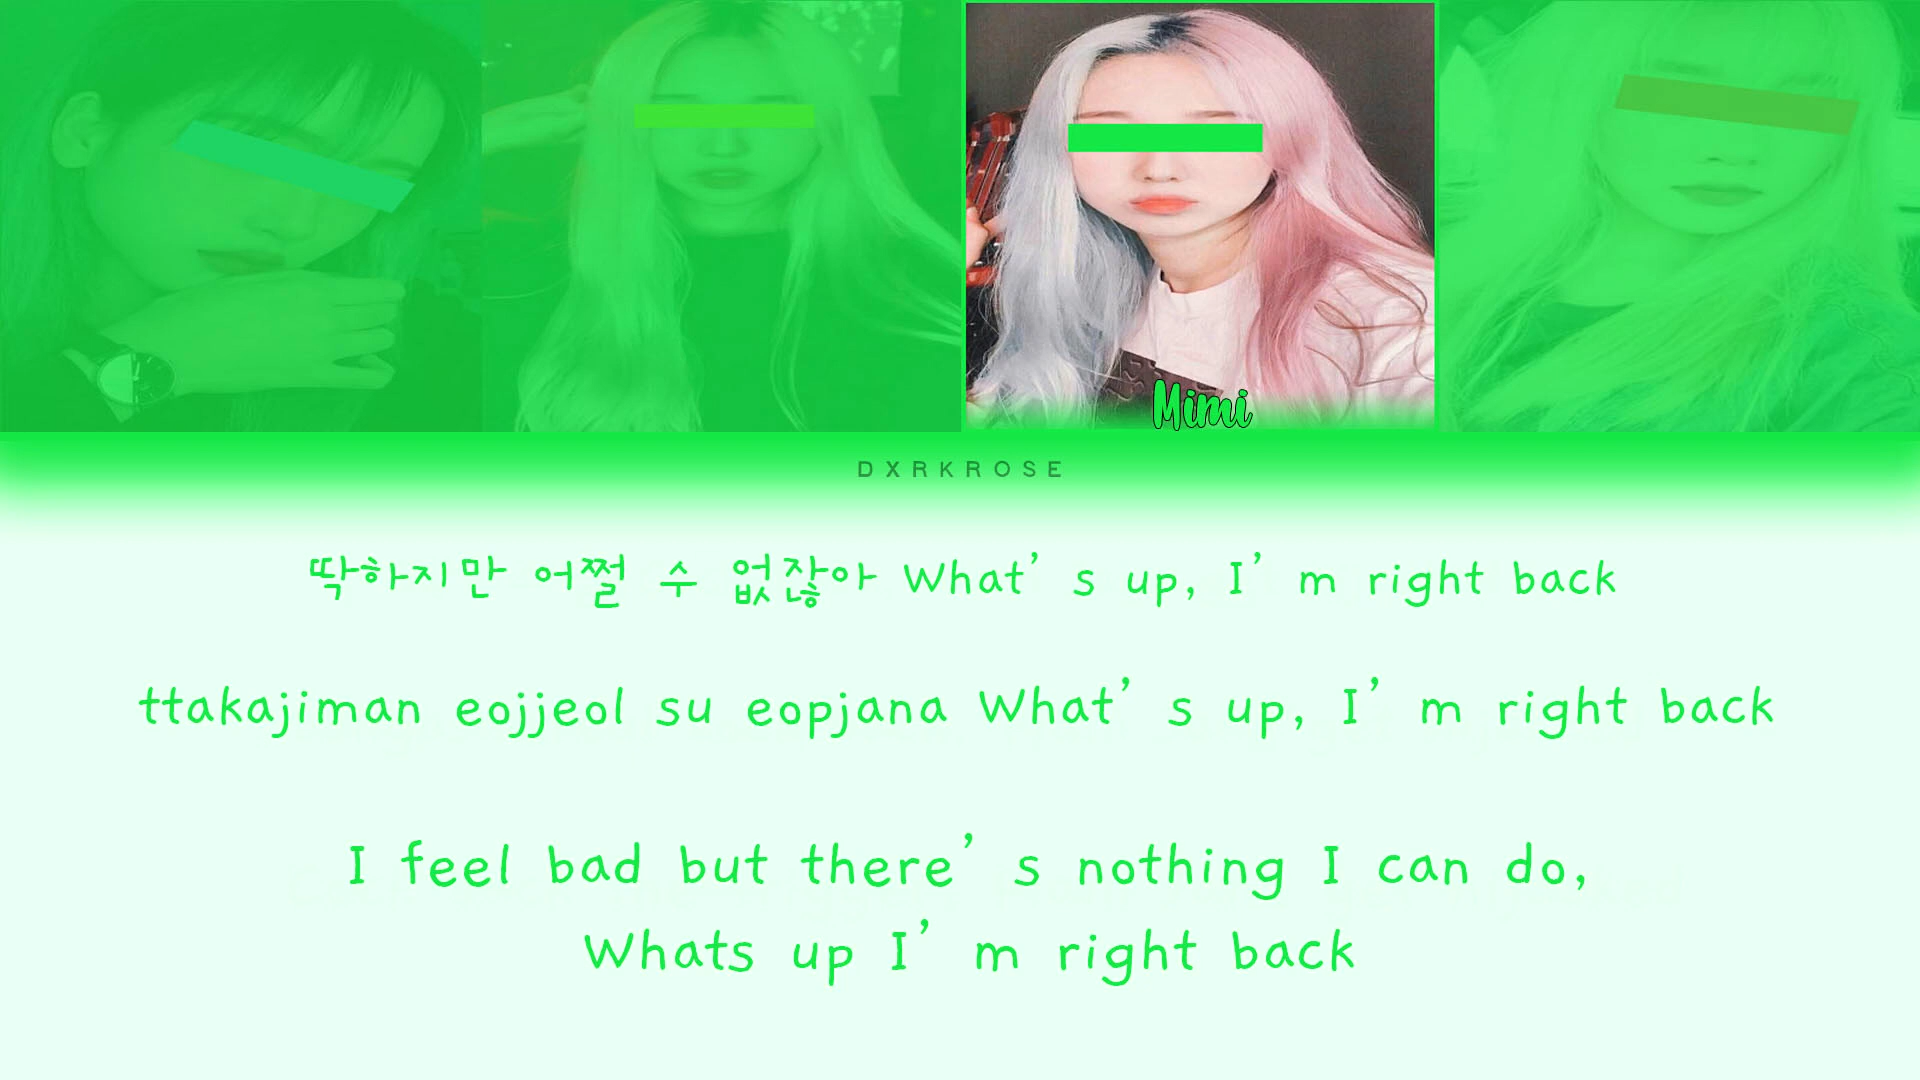 Mimi
DXRKROSE
딱하지만 어쩔 수 없잖아 What’s up, I’m right back
ttakajiman eojjeol su eopjana What’s up, I’m right back
I feel bad but there’s nothing I can do,
Whats up I’m right back